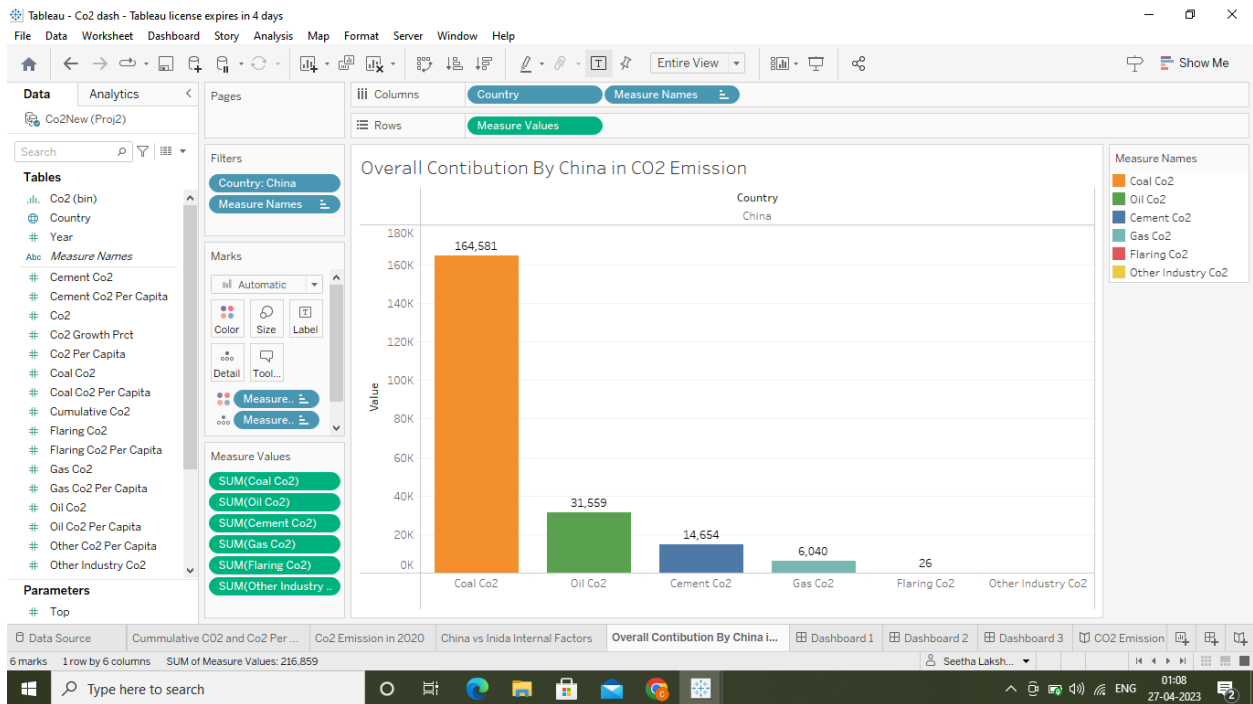 Tableau - Co2 dash - Tableau license expires in 4 days
File Data Worksheet Dashboard Story Analysis Map Format Server Window Help
Entire View
Show Me
Data Analytics
Co2New (Proj2)
Search
Tables
Co2 (bin)
Country
Year
Abc Measure Names
Cement Co2
Cement Co2 Per Capita
Co2
Co2 Growth Prct
Co2 Per Capita
Coal Co2
Coal Co2 Per Capita
Cumulative Co2
Flaring Co2
Flaring Co2 Per Capita
Gas Co2
Gas Co2 Per Capita
Oil Co2
Oil Co2 Per Capita
Other Co2 Per Capita
Other Industry Co2
Parameters
Top
Pages
Filters
Country: China
Measure Names
Marks
Automatic
Color Size Label
Detail Tool...
Measure..
Measure..
Measure Values
SUM(Coal Co2)
SUM(Oil Co2)
SUM(Cement Co2)
SUM(Gas Co2)
SUM(Flaring Co2)
SUM(Other Industry ..
Columns Country Measure Names
Rows Measure Values
Overall Contibution By China in CO2 Emission
Country
China
Value
180K
160K
140K
120K
100K
80K
60K
40K
20K
0K
164,581
31,559
14,654
6,040
26
Coal Co2 Oil Co2 Cement Co2 Gas Co2 Flaring Co2 Other Industry Co2
Measure Names
Coal Co2
Oil Co2
Cement Co2
Gas Co2
Flaring Co2
Other Industry Co2
Data Source Cummulative C02 and Co2 Per ... Co2 Emission in 2020 China vs Inida Internal Factors Overall Contibution By China i... Dashboard 1 Dashboard 2 Dashboard 3 CO2 Emission
6 marks 1 row by 6 columns SUM of Measure Values: 216,859 Seetha Laksh...
Type here to search
ENG
01:08
27-04-2023
2